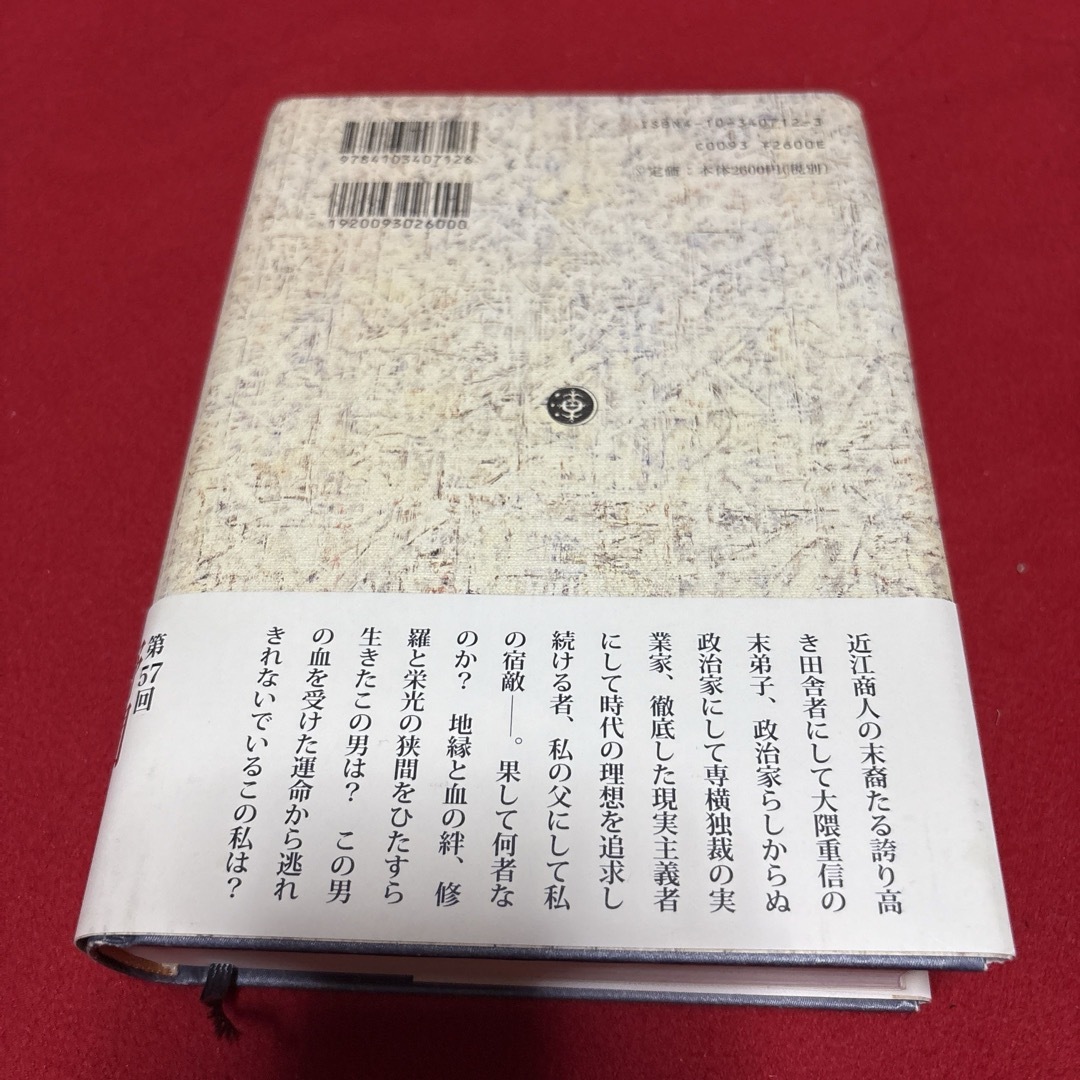 9784103407126
1920093026000
ISBN4-10-340712-3
C0093 ¥2600E
定価：本体2600円(税別)
近江商人の末裔たる誇り高
き田舎者にして大隈重信の
末弟子、政治家らしからぬ
政治家にして専横独裁の実
業家、徹底した現実主義者
にして時代の理想を追求し
続ける者、私の父にして私
の宿敵——。果して何者な
のか？　地縁と血の絆、修
羅と栄光の狭間をひたすら
生きたこの男は？　この男
の血を受けた運命から逃れ
きれないでいるこの私は？
第57回